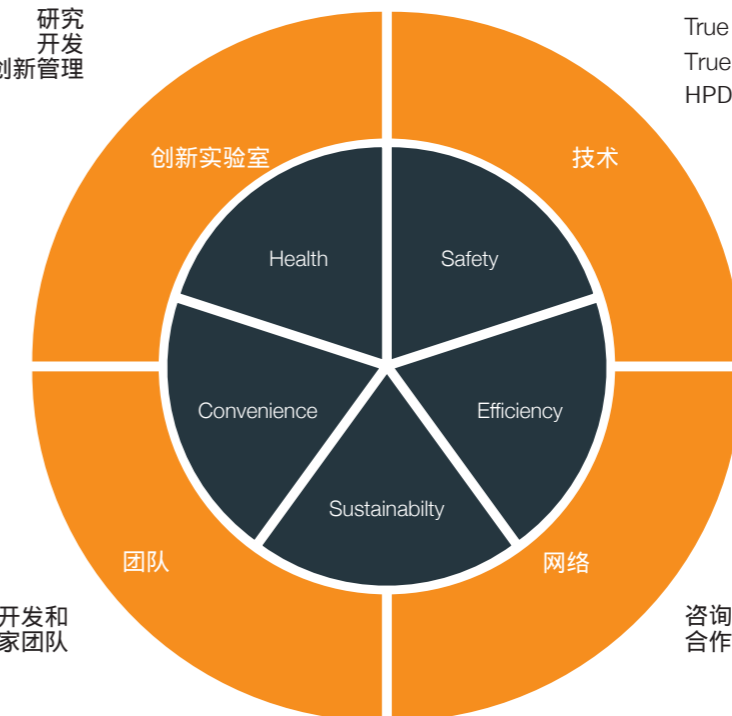 研究
开发
创新管理
True
True
HPD
创新实验室
技术
Health
Safety
Convenience
Efficiency
Sustainabilty
团队
网络
开发和
家团队
咨询
合作